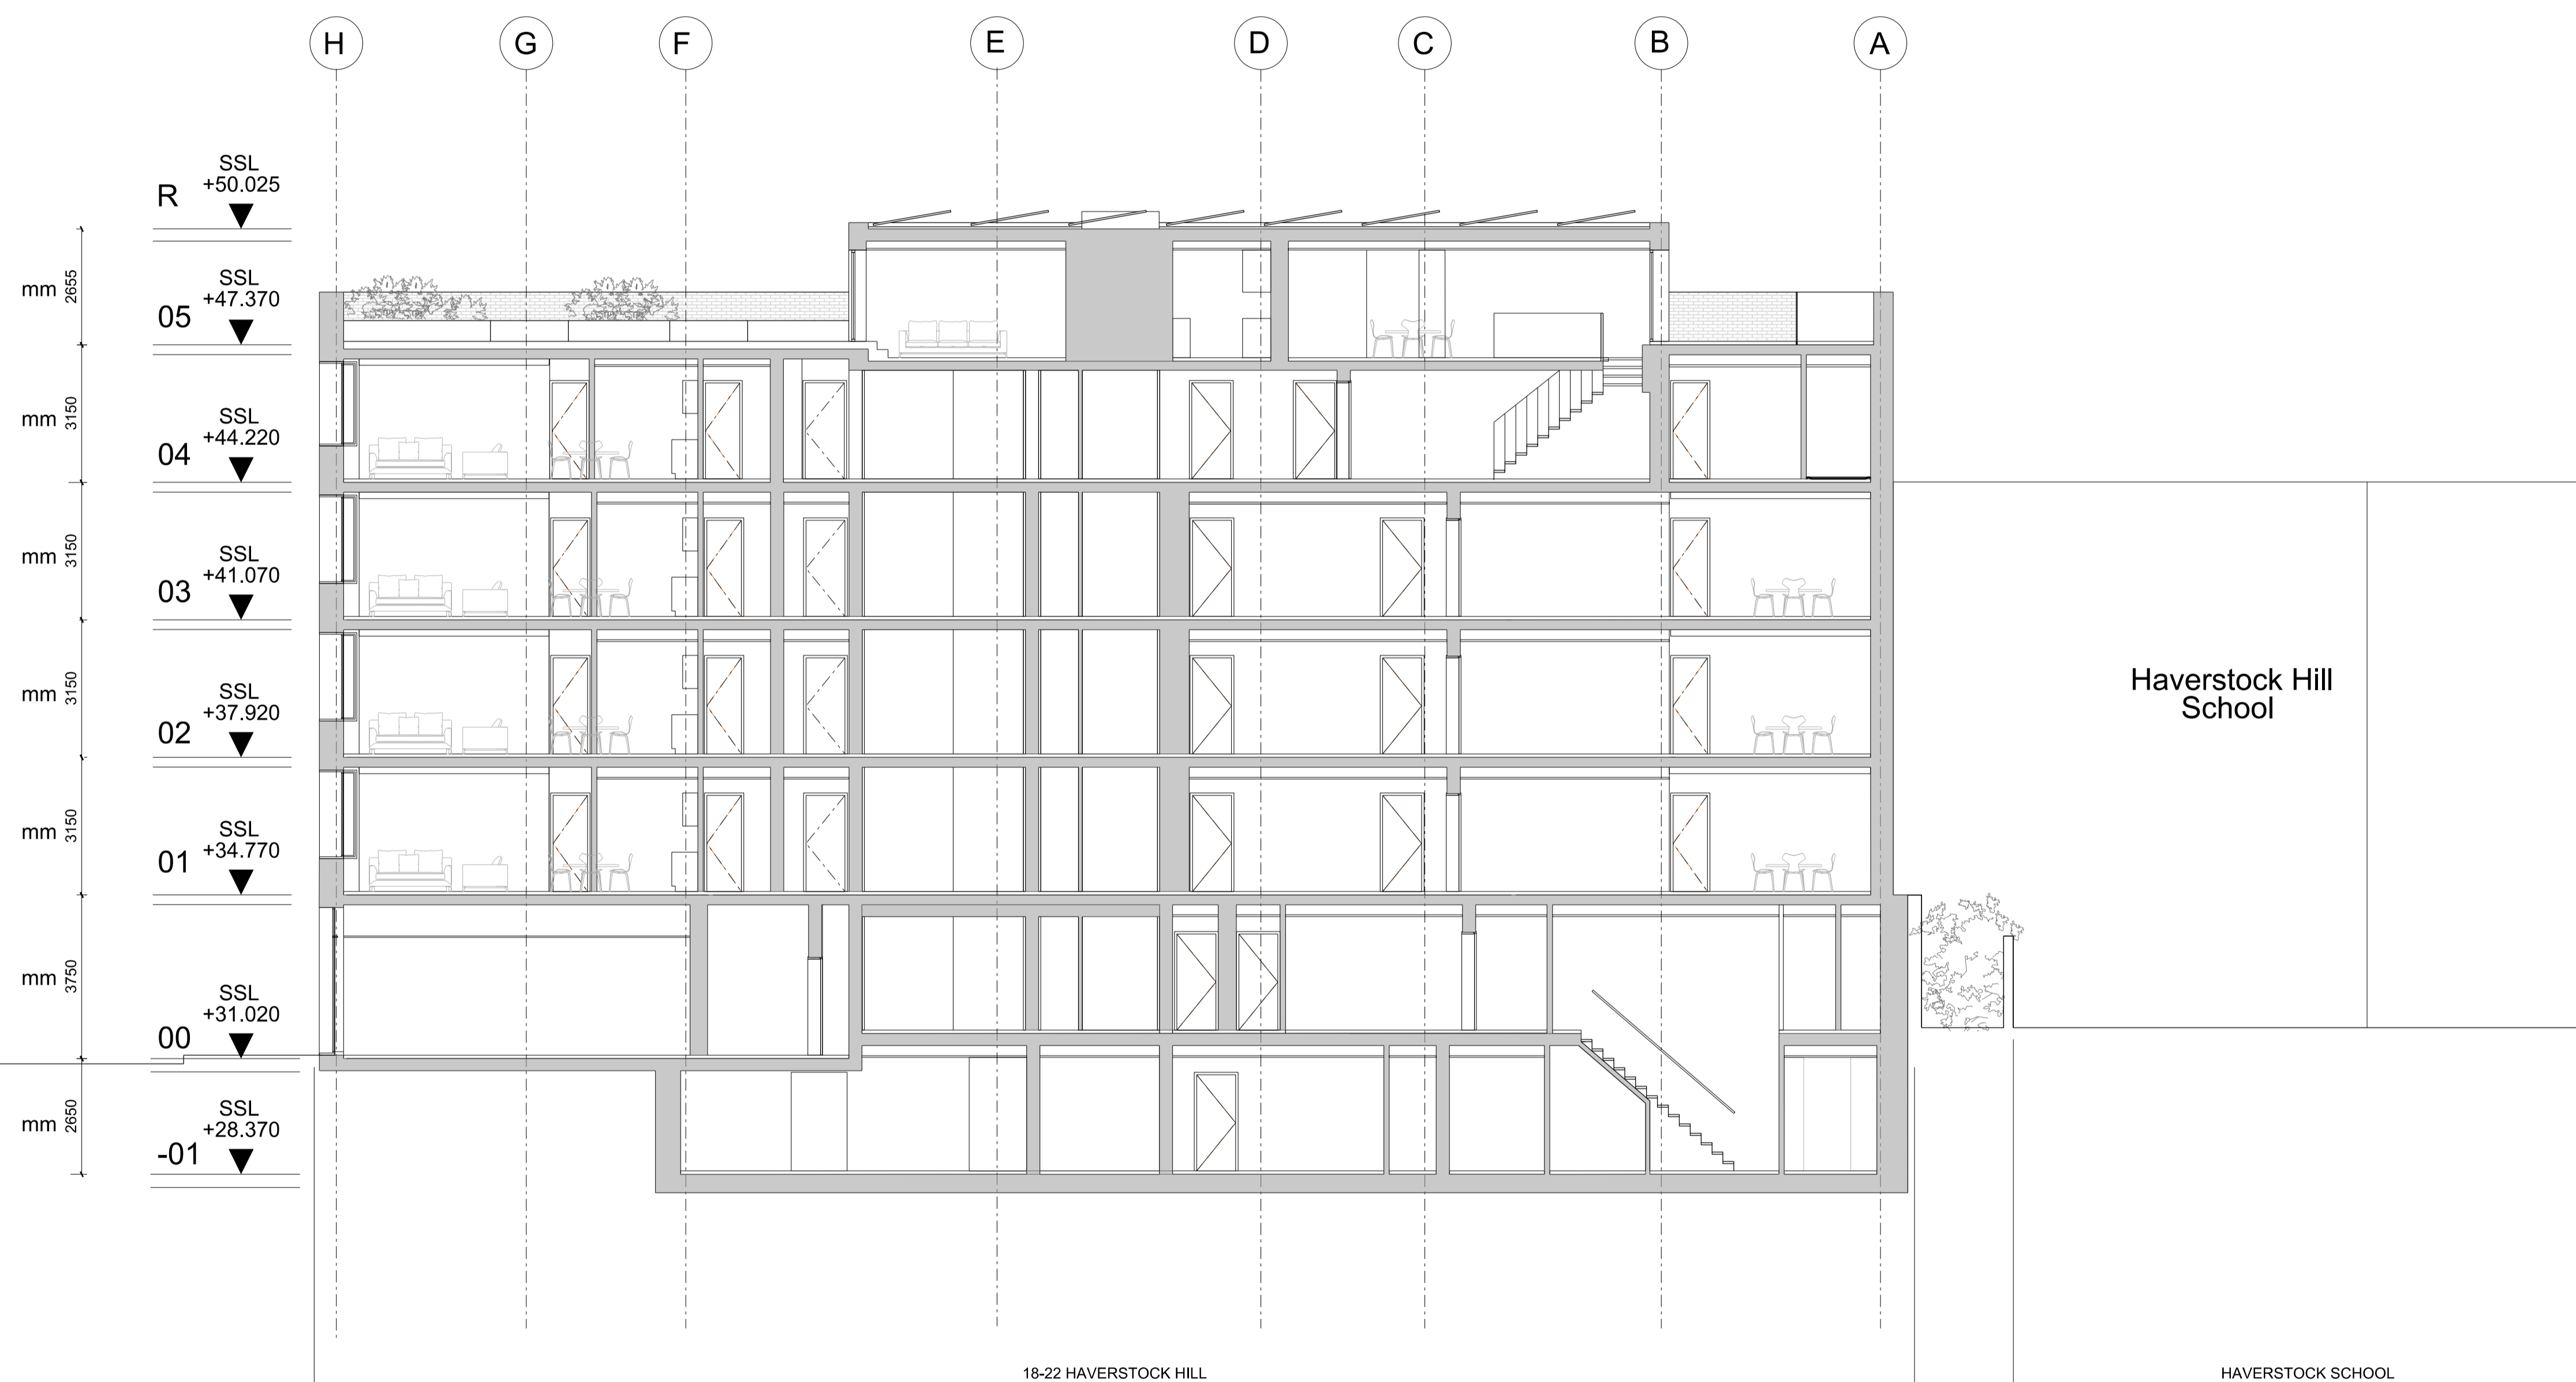 H G F E D C B A
SSL
+50.025
R
mm 2655
SSL
+47.370
05
mm 3150
SSL
+44.220
04
mm 3150
SSL
+41.070
03
mm 3150
SSL
+37.920
02
mm 3150
SSL
+34.770
01
mm 3750
SSL
+31.020
00
mm 2650
SSL
+28.370
-01
Haverstock Hill
School
18-22 HAVERSTOCK HILL
HAVERSTOCK SCHOOL